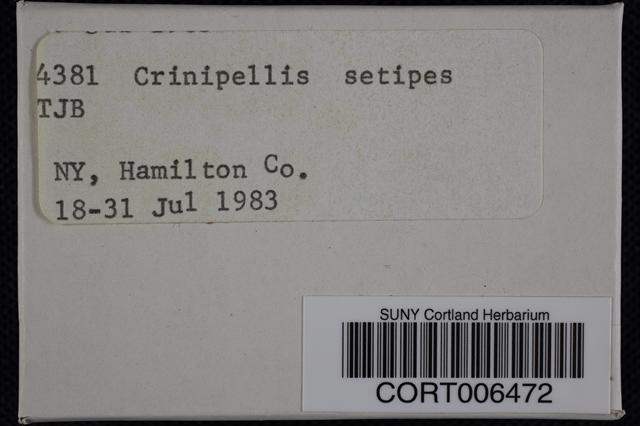 4381 Crinipellis setipes
TJB
NY, Hamilton Co.
18-31 Jul 1983
SUNY Cortland Herbarium
CORT006472